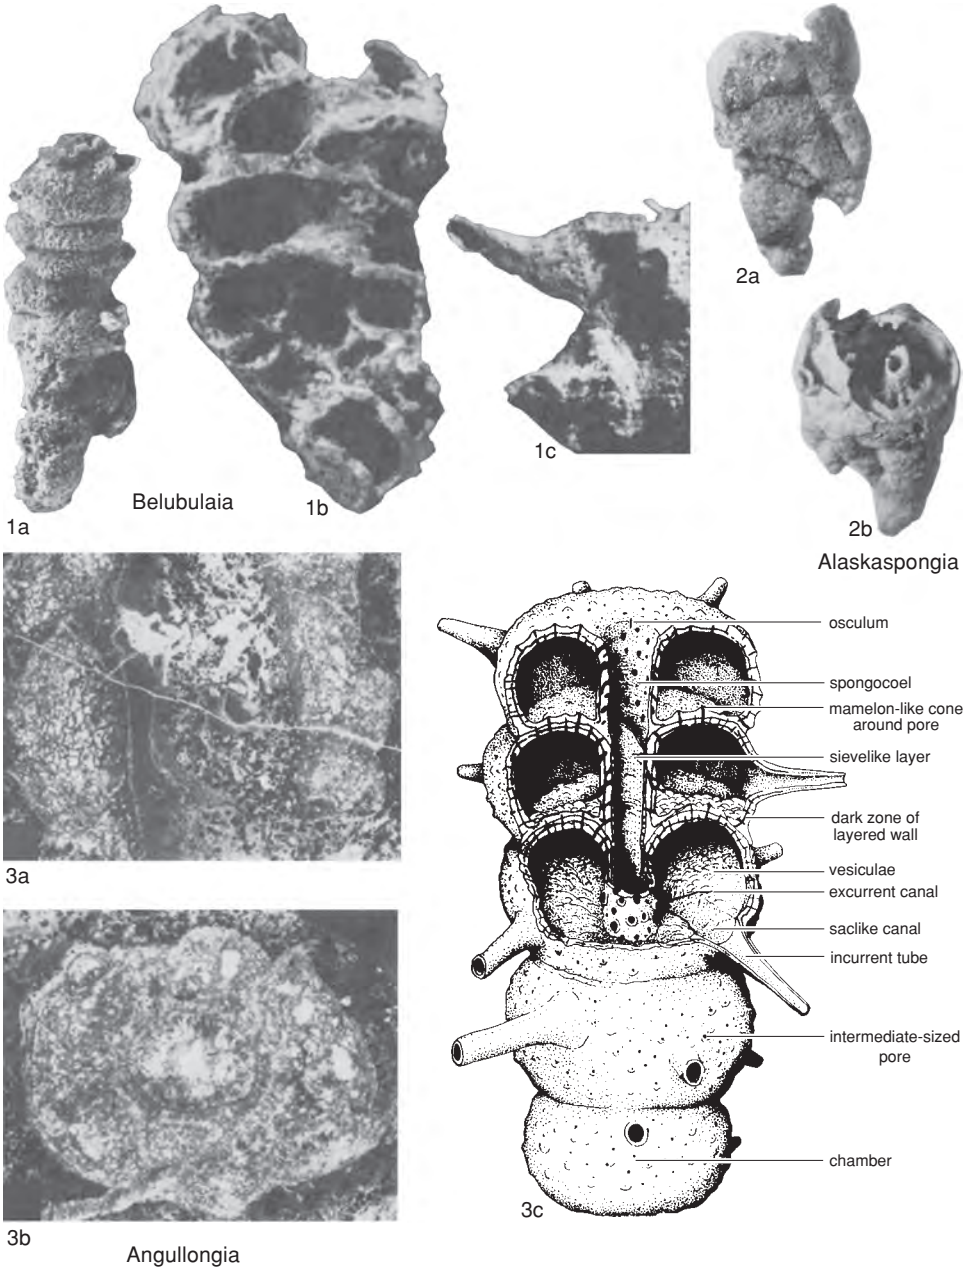 2a
1c
1a
Belubulaia
1b
2b
Alaskaspongia
osculum
spongocoel
mamelon-like cone
around pore
sievelike layer
dark zone of
layered wall
3a
vesiculae
excurrent canal
saclike canal
incurrent tube
intermediate-sized
pore
chamber
3c
3b
Angullongia